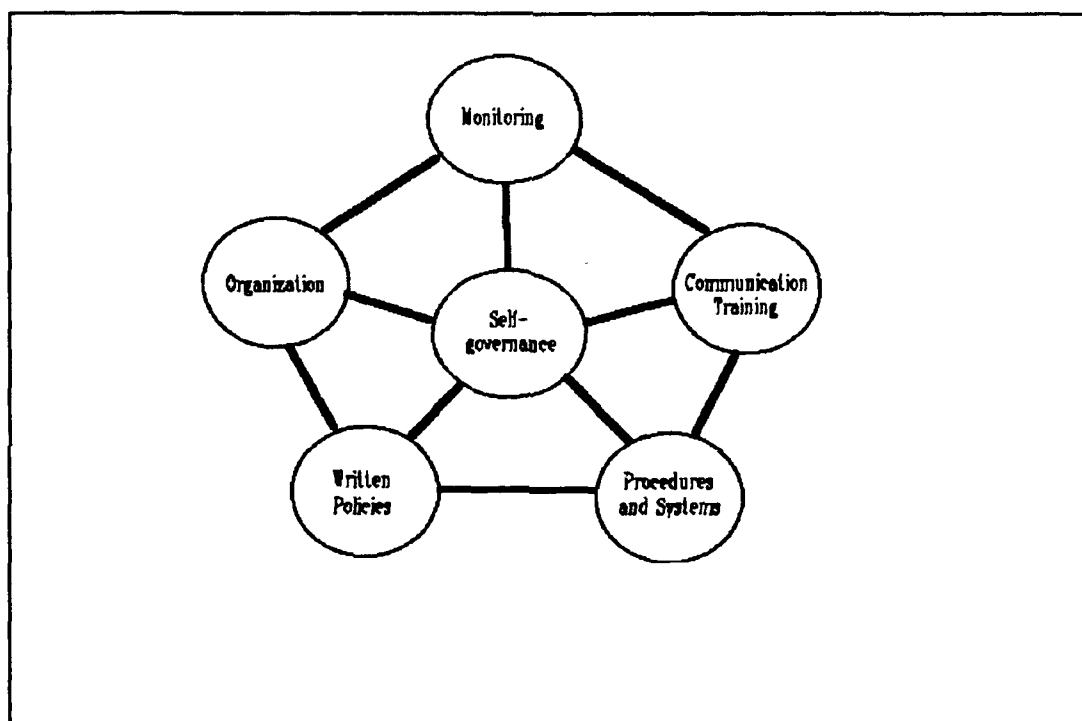 Monitoring
Organization
Communication
Training
Self-
governance
Written
Policies
Procedures
and Systems